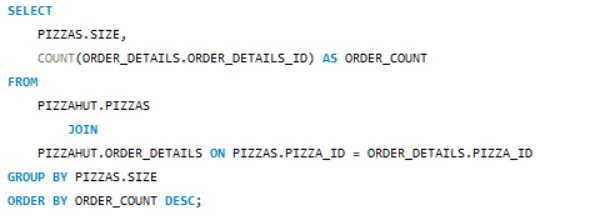 SELECT
PIZZAS.SIZE,
COUNT(ORDER_DETAILS.ORDER_DETAILS_ID) AS ORDER_COUNT
FROM
PIZZAHUT.PIZZAS
JOIN
PIZZAHUT.ORDER_DETAILS ON PIZZAS.PIZZA_ID = ORDER_DETAILS.PIZZA_ID
GROUP BY PIZZAS.SIZE
ORDER BY ORDER_COUNT DESC;